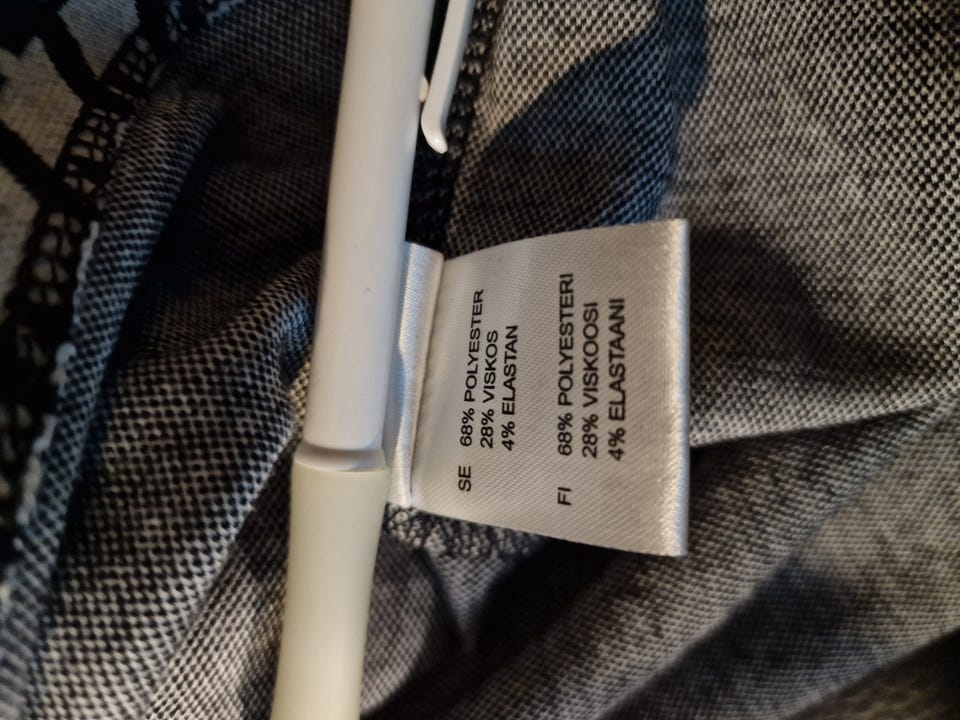 SE 68% POLYESTER
28% VISKOS
4% ELASTAN
FI 68% POLYESTERI
28% VISKOOSI
4% ELASTAANI